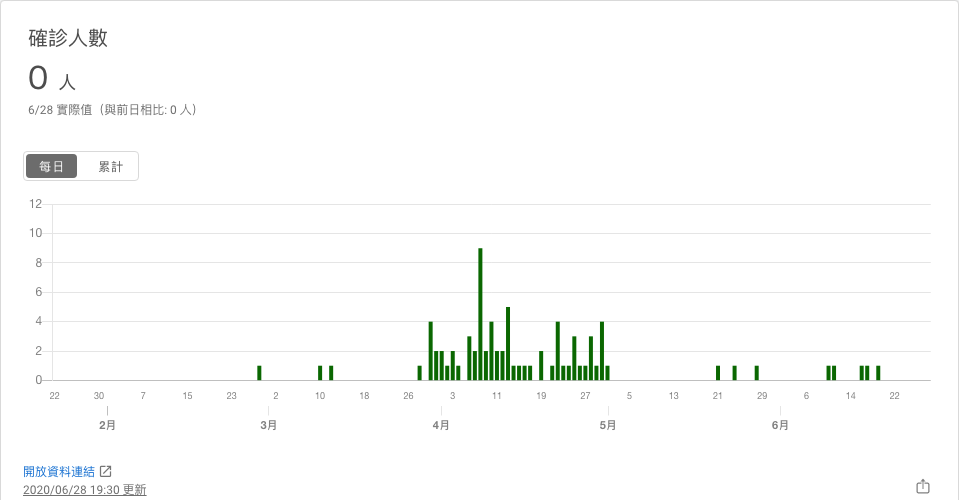 確診人數
0 人
6/28 實際值（與前日相比: 0 人）
每日 累計
12
10
8
6
4
2
0
22 30 7 15 23 2 10 18 26 3 11 19 27 5 13 21 29 6 14 22
2月 3月 4月 5月 6月
開放資料連結
2020/06/28 19:30 更新